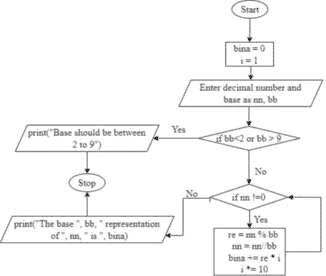 Start
bina = 0
i = 1
Enter decimal number and
base as nn, bb
if bb<2 or bb > 9
Yes
print("Base should be between
2 to 9")
No
Stop
if nn !=0
No
Yes
print("The base ", bb, " representation
of ", nn, " is ", bina)
re = nn % bb
nn = nn//bb
bina += re * i
i *= 10